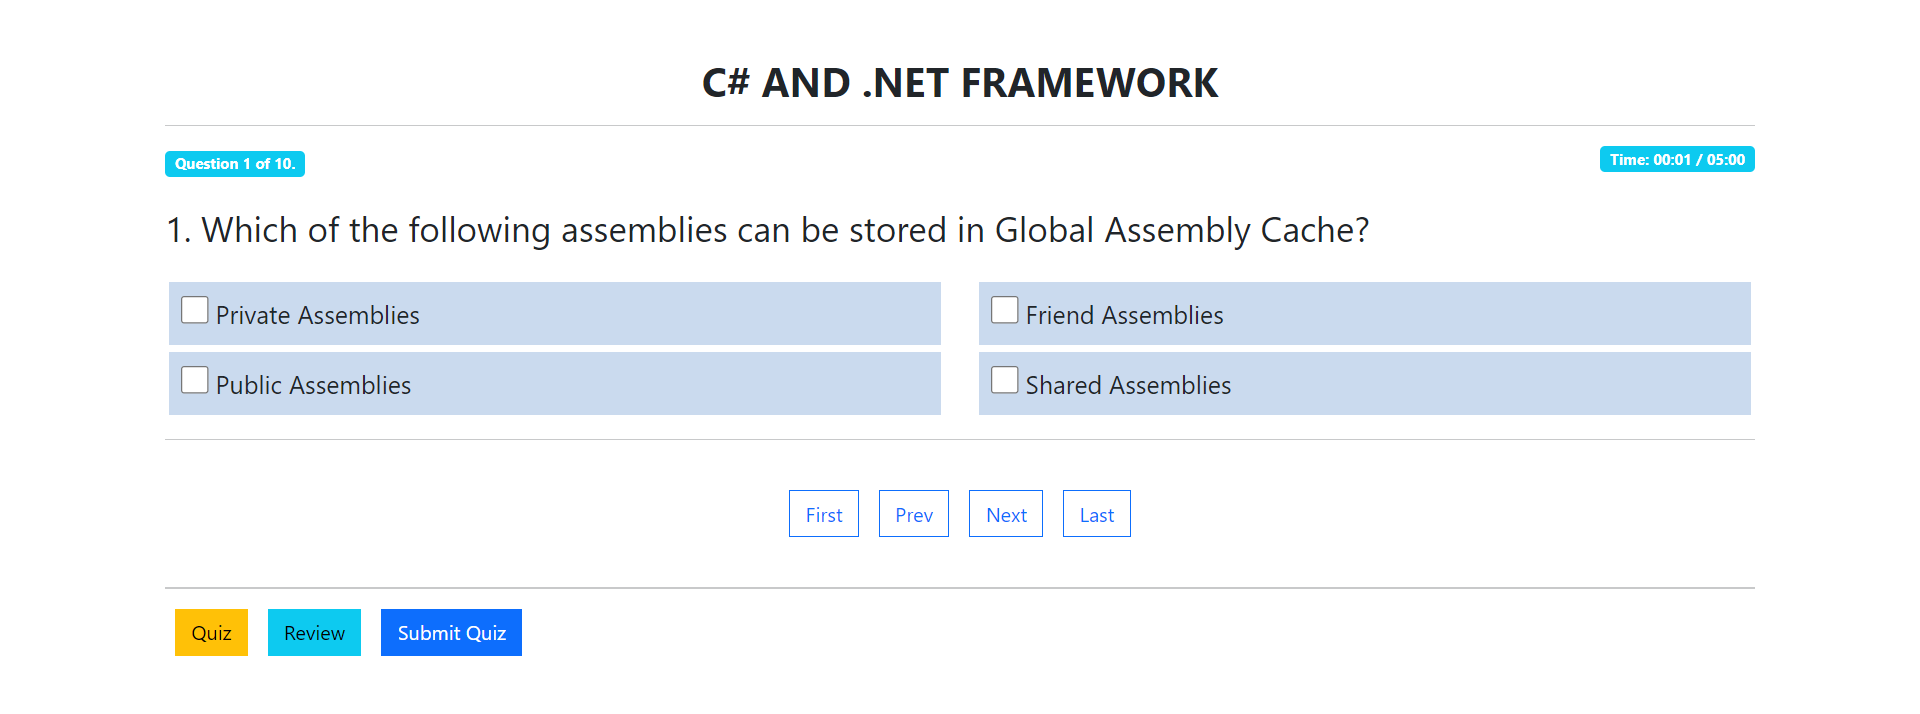 C# AND .NET FRAMEWORK
Question 1 of 10.
Time: 00:01 / 05:00
1. Which of the following assemblies can be stored in Global Assembly Cache?
Private Assemblies
Friend Assemblies
Public Assemblies
Shared Assemblies
First Prev Next Last
Quiz Review Submit Quiz